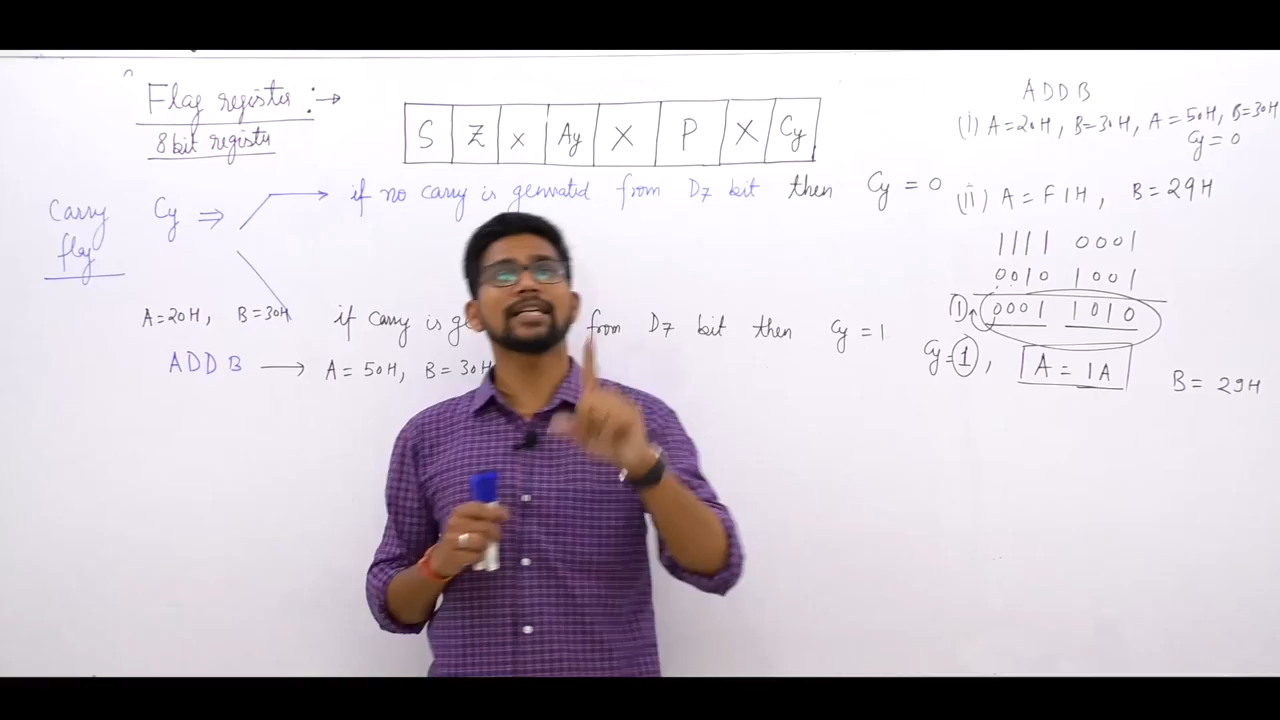 Flag register : →
8 bit register
S Z x Ay X P X Cy
Carry flag
Cy ⇒
if no carry is genrated from D7 bit then Cy = 0
if carry is from D7 bit then Cy = 1
A=20H, B=30H
ADD B → A = 50H, B = 30H
ADD B
(i) A=20H, B=30H, A = 50H, B=30H
Cy = 0
(ii) A = F1H, B = 29H
1111 0001
0010 1001
1 0001 1010
Cy = 1, A = 1A
B = 29H